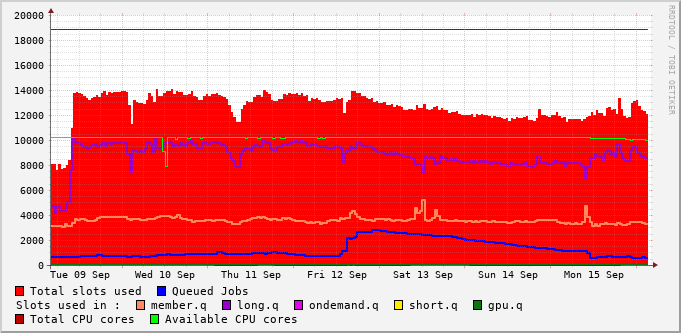 20000
18000
16000
14000
12000
10000
8000
6000
4000
2000
0
Tue 09 Sep Wed 10 Sep Thu 11 Sep Fri 12 Sep Sat 13 Sep Sun 14 Sep Mon 15 Sep
Total slots used Queued Jobs
Slots used in : member.q long.q ondemand.q short.q gpu.q
Total CPU cores Available CPU cores
RRDTOOL / TOBI OETIKER